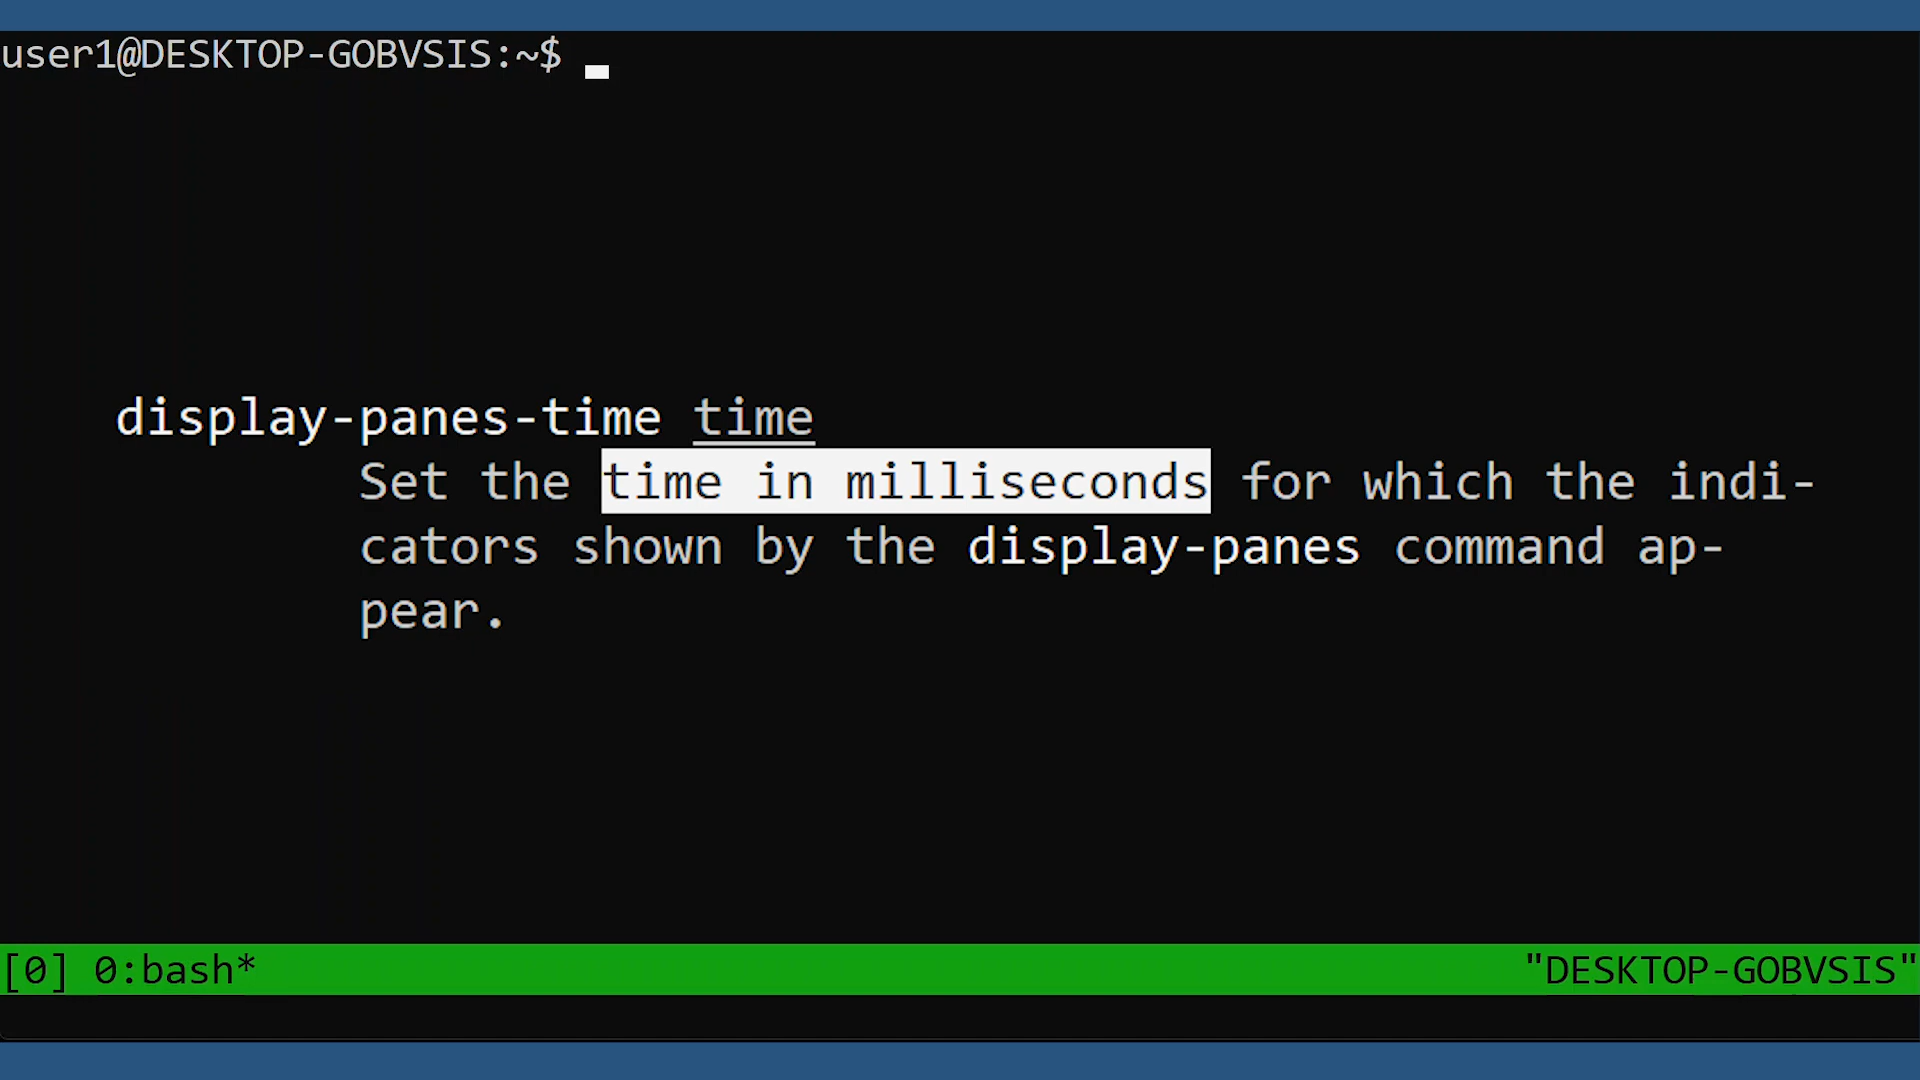 user1@DESKTOP-GOBVSIS:~$
display-panes-time time
Set the time in milliseconds for which the indi-
cators shown by the display-panes command ap-
pear.
[0] 0:bash* "DESKTOP-GOBVSIS"